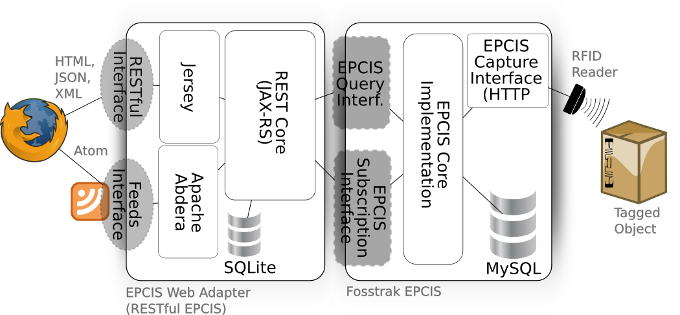 HTML,
JSON,
XML
Atom
RESTful
Interface
Feeds
Interface
Jersey
Apache
Abdera
REST Core
(JAX-RS)
SQLite
EPCIS Web Adapter
(RESTful EPCIS)
EPCIS
Query
Interf.
EPCIS
Subscription
Interface
EPCIS Core
Implementation
EPCIS
Capture
Interface
(HTTP
MySQL
Fosstrak EPCIS
RFID
Reader
Tagged
Object